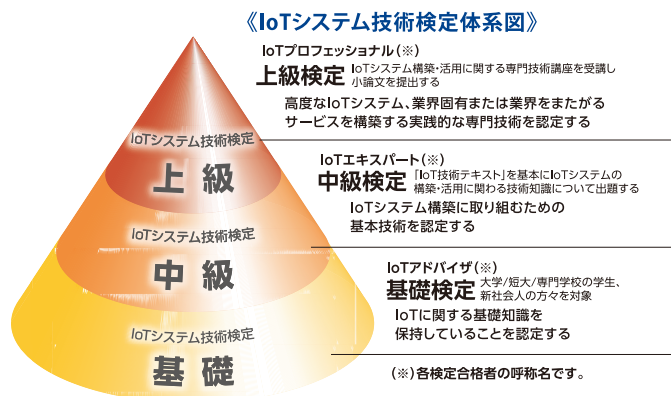 《IoTシステム技術検定体系図》
IoTプロフェッショナル(※)
上級検定 IoTシステム構築・活用に関する専門技術講座を受講し
小論文を提出する
高度なIoTシステム、業界固有または業界をまたがる
サービスを構築する実践的な専門技術を認定する
IoTシステム技術検定
上級
IoTエキスパート(※)
中級検定 「IoT技術テキスト」を基本にIoTシステムの
構築・活用に関わる技術知識について出題する
IoTシステム構築に取り組むための
基本技術を認定する
IoTシステム技術検定
中級
IoTアドバイザ(※)
基礎検定 大学/短大/専門学校の学生、
新社会人の方々を対象
IoTに関する基礎知識を
保持していることを認定する
IoTシステム技術検定
基礎
(※)各検定合格者の呼称名です。